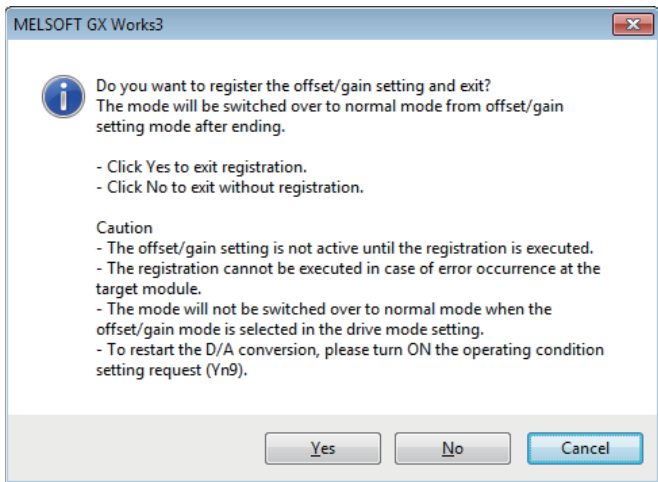 MELSOFT GX Works3
Do you want to register the offset/gain setting and exit?
The mode will be switched over to normal mode from offset/gain
setting mode after ending.
- Click Yes to exit registration.
- Click No to exit without registration.
Caution
- The offset/gain setting is not active until the registration is executed.
- The registration cannot be executed in case of error occurrence at the
target module.
- The mode will not be switched over to normal mode when the
offset/gain mode is selected in the drive mode setting.
- To restart the D/A conversion, please turn ON the operating condition
setting request (Yn9).
Yes No Cancel